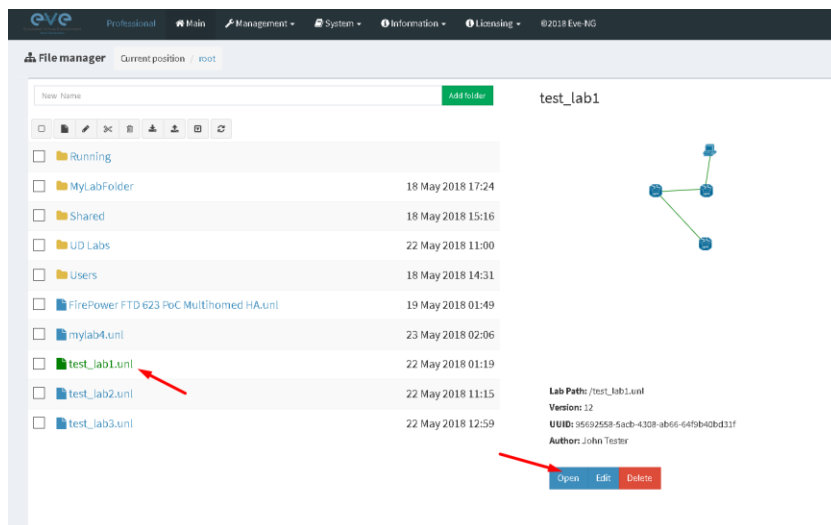 eve
Professional Main Management System Information Licensing ©2018 Eve-NG
File manager Current position / root
New Name Add folder
Running
MyLabFolder 18 May 2018 17:24
Shared 18 May 2018 15:16
UD Labs 22 May 2018 11:00
Users 18 May 2018 14:31
FirePower FTD 623 PoC Multihomed HA.unl 19 May 2018 01:49
mylab4.unl 23 May 2018 02:06
test_lab1.unl 22 May 2018 01:19
test_lab2.unl 22 May 2018 11:15
test_lab3.unl 22 May 2018 12:59
test_lab1
Lab Path: /test_lab1.unl
Version: 12
UUID: 95692558-5acb-4308-ab66-64f9b40bd31f
Author: John Tester
Open Edit Delete